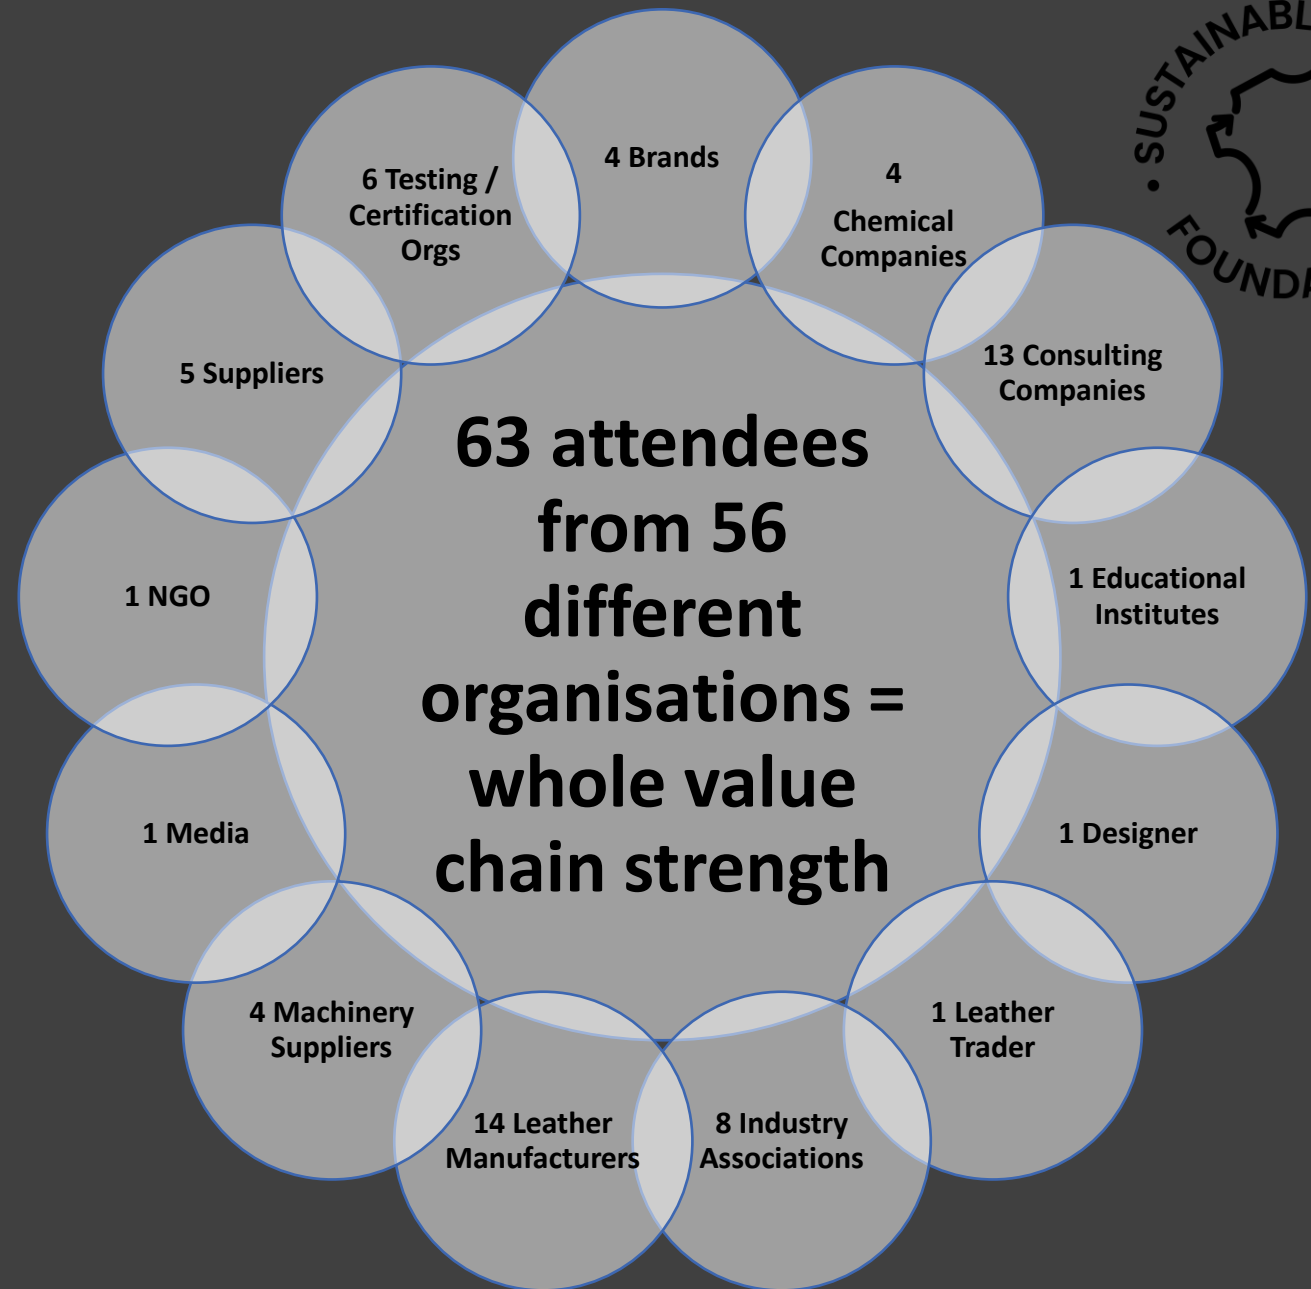 4 Brands
4
Chemical
Companies
13 Consulting
Companies
1 Educational
Institutes
1 Designer
1 Leather
Trader
8 Industry
Associations
14 Leather
Manufacturers
4 Machinery
Suppliers
1 Media
1 NGO
5 Suppliers
6 Testing /
Certification
Orgs
63 attendees
from 56
different
organisations =
whole value
chain strength